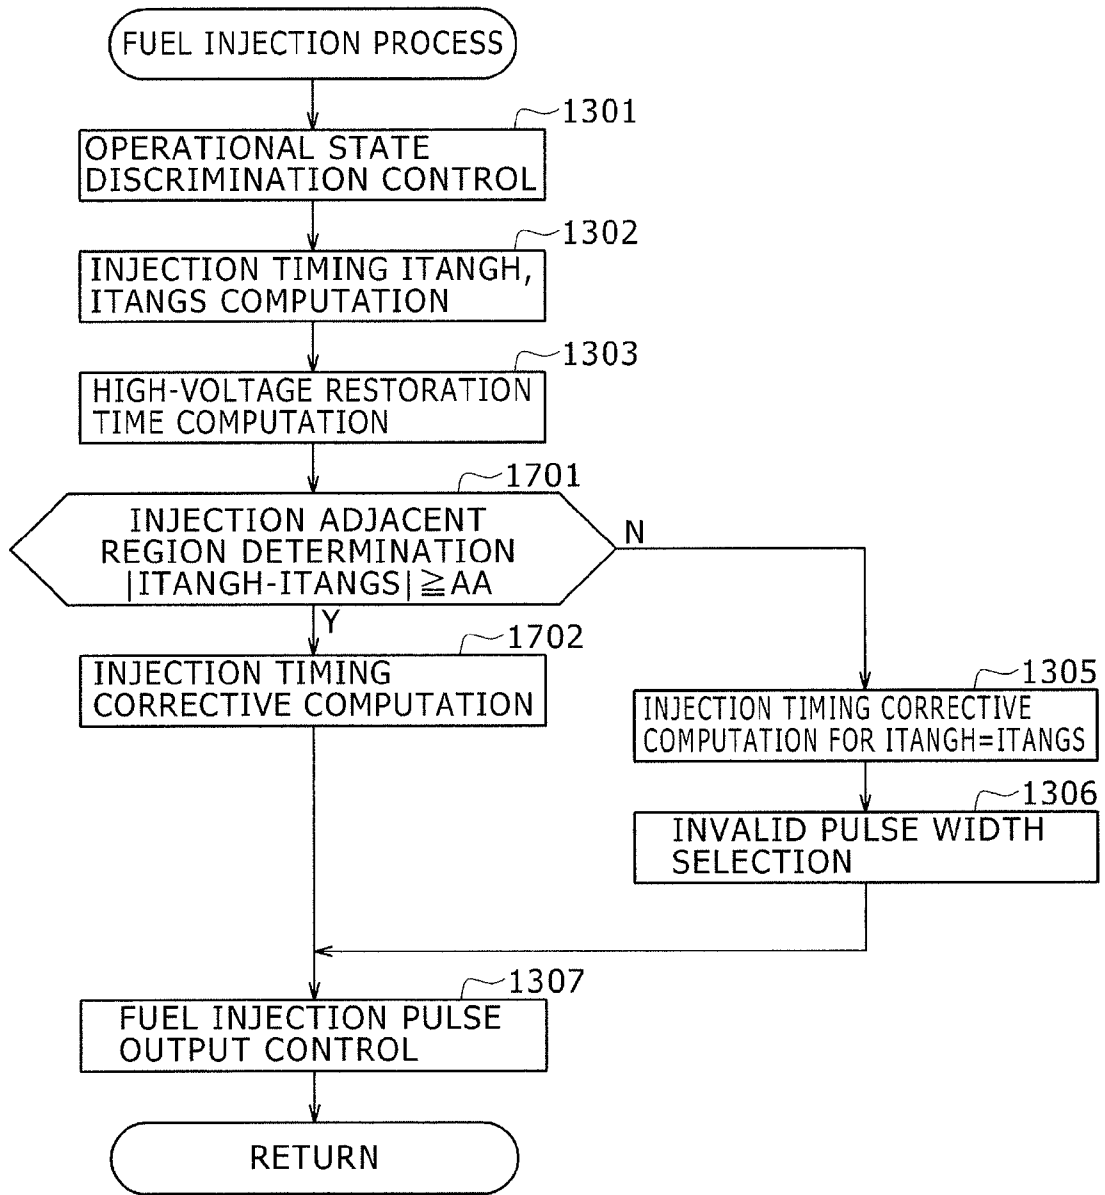 FUEL INJECTION PROCESS
1301
OPERATIONAL STATE
DISCRIMINATION CONTROL
1302
INJECTION TIMING ITANGH,
ITANGS COMPUTATION
1303
HIGH-VOLTAGE RESTORATION
TIME COMPUTATION
1701
INJECTION ADJACENT
REGION DETERMINATION
|ITANGH-ITANGS|≧AA
N
Y
1702
INJECTION TIMING
CORRECTIVE COMPUTATION
1305
INJECTION TIMING CORRECTIVE
COMPUTATION FOR ITANGH=ITANGS
1306
INVALID PULSE WIDTH
SELECTION
1307
FUEL INJECTION PULSE
OUTPUT CONTROL
RETURN